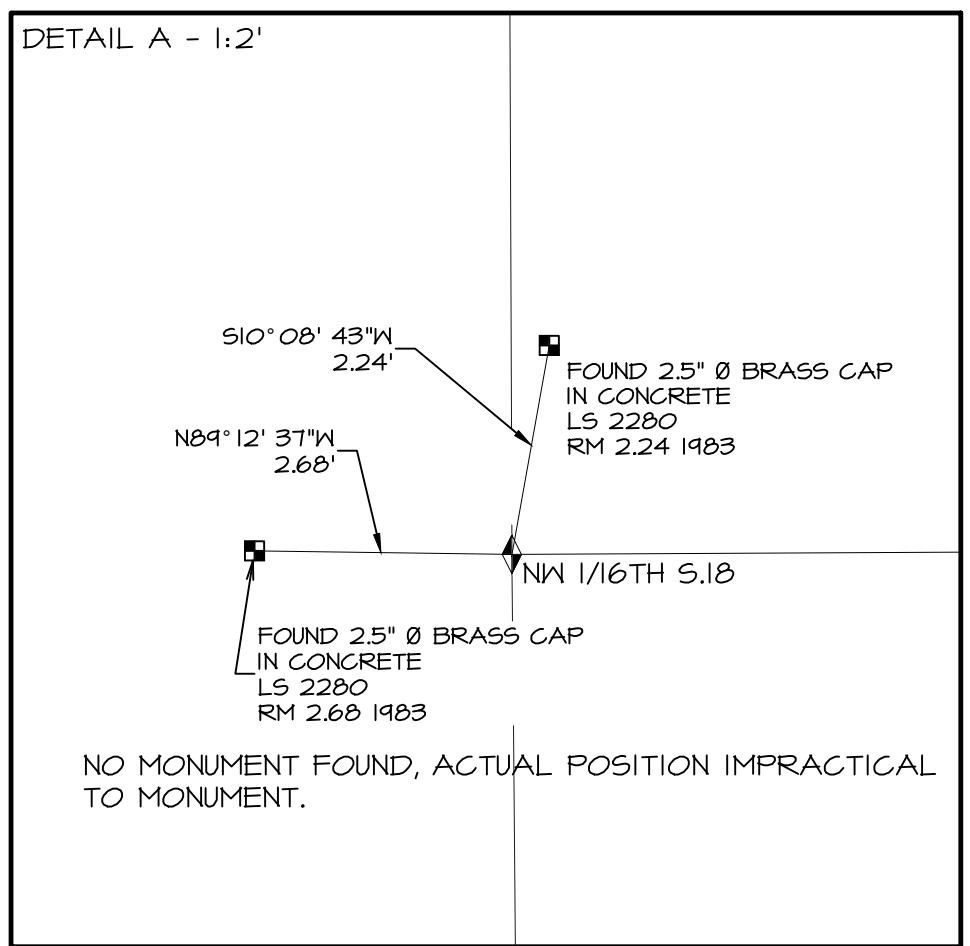 DETAIL A - 1:2'
S10°08' 43"W
2.24'
FOUND 2.5" Ø BRASS CAP
IN CONCRETE
LS 2280
RM 2.24 1983
N89°12' 37"W
2.68'
NW 1/16TH S.18
FOUND 2.5" Ø BRASS CAP
IN CONCRETE
LS 2280
RM 2.68 1983
NO MONUMENT FOUND, ACTUAL POSITION IMPRACTICAL
TO MONUMENT.